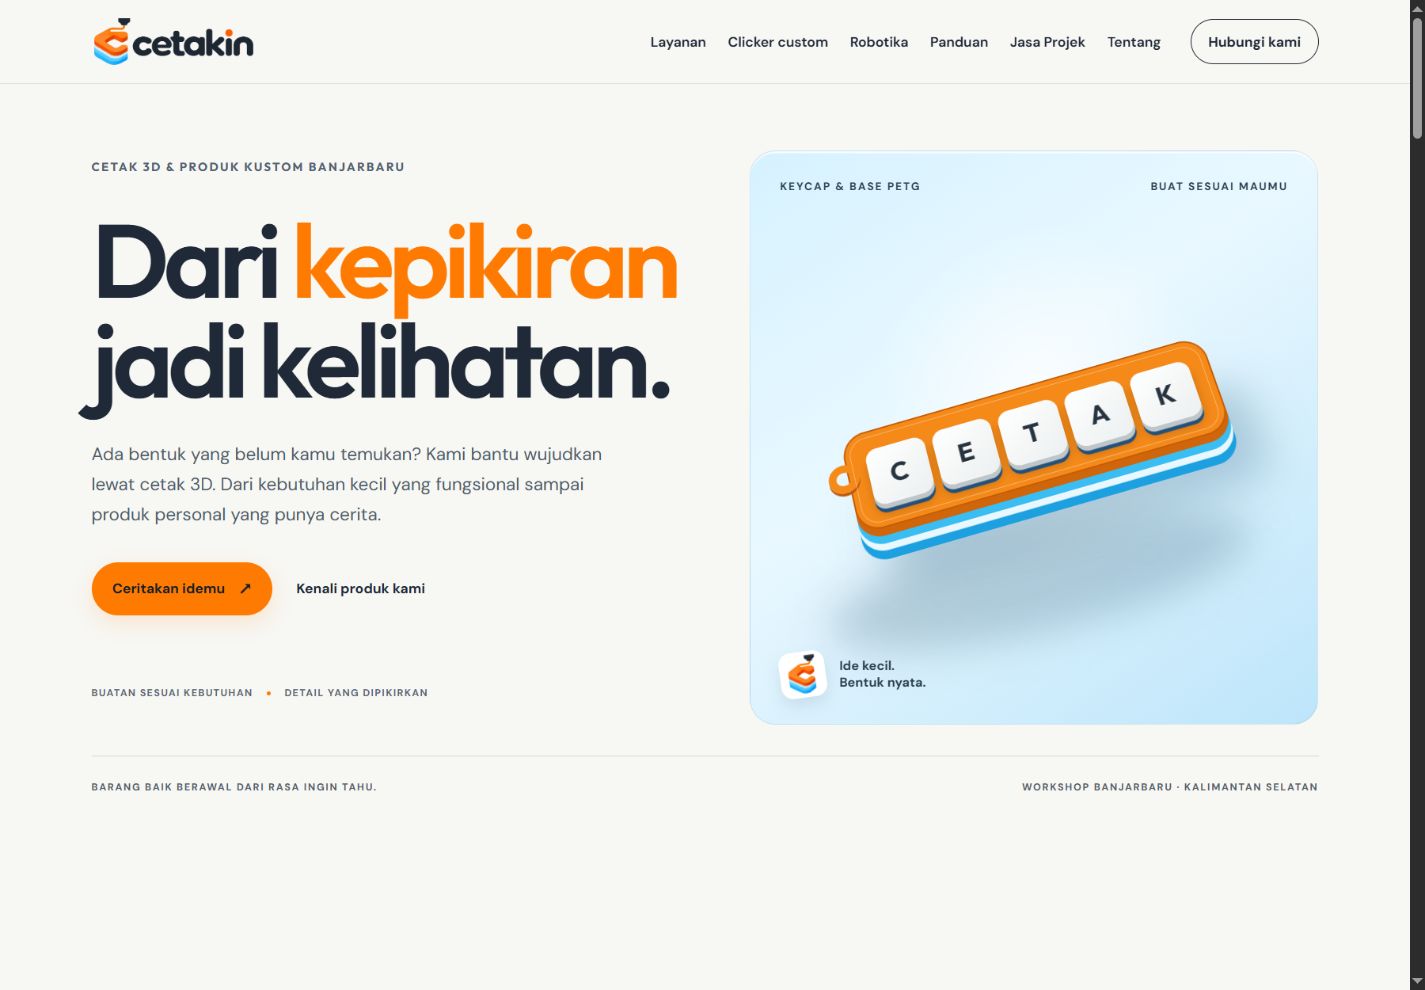 cetakin
Layanan
Clicker custom
Robotika
Panduan
Jasa Projek
Tentang
Hubungi kami
CETAK 3D & PRODUK KUSTOM BANJARBARU
Dari kepikiran
jadi kelihatan.
Ada bentuk yang belum kamu temukan? Kami bantu wujudkan
lewat cetak 3D. Dari kebutuhan kecil yang fungsional sampai
produk personal yang punya cerita.
Ceritakan idemu ↗
Kenali produk kami
BUATAN SESUAI KEBUTUHAN • DETAIL YANG DIPIKIRKAN
KEYCAP & BASE PETG
BUAT SESUAI MAUMU
C E T A K
Ide kecil.
Bentuk nyata.
BARANG BAIK BERAWAL DARI RASA INGIN TAHU.
WORKSHOP BANJARBARU · KALIMANTAN SELATAN